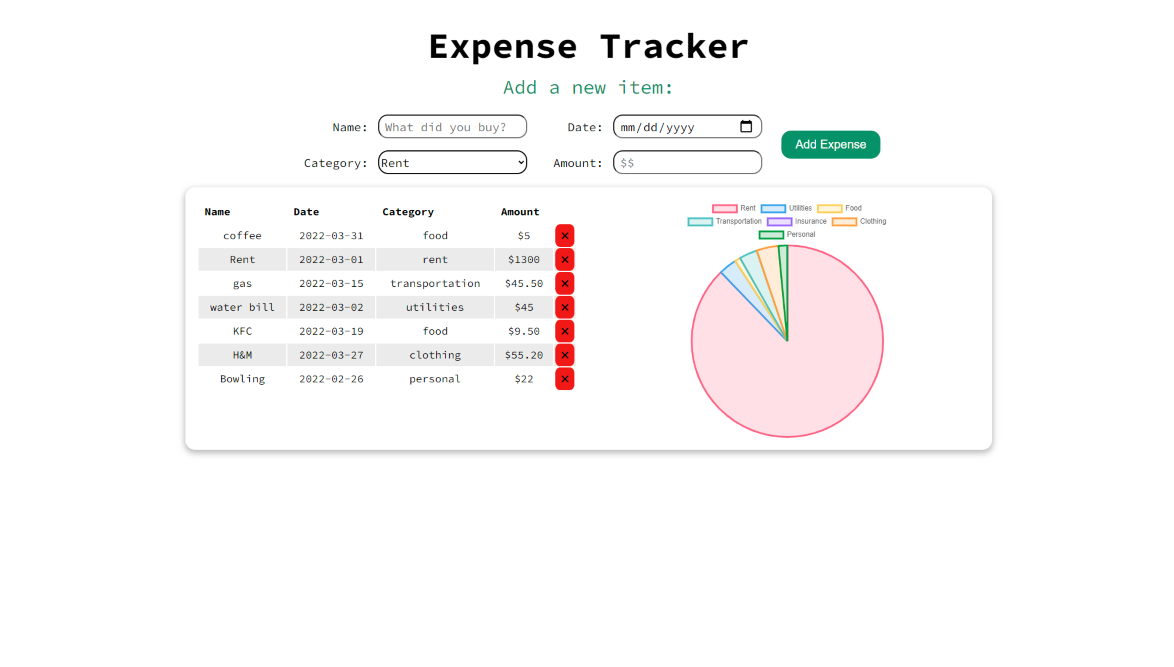 Expense Tracker
Add a new item:
Name: What did you buy? Date: mm/dd/yyyy
Add Expense
Category: Rent Amount: $$
Name Date Category Amount
coffee 2022-03-31 food $5 ×
Rent 2022-03-01 rent $1300 ×
gas 2022-03-15 transportation $45.50 ×
water bill 2022-03-02 utilities $45 ×
KFC 2022-03-19 food $9.50 ×
H&M 2022-03-27 clothing $55.20 ×
Bowling 2022-02-26 personal $22 ×
Rent Utilities Food
Transportation Insurance Clothing
Personal